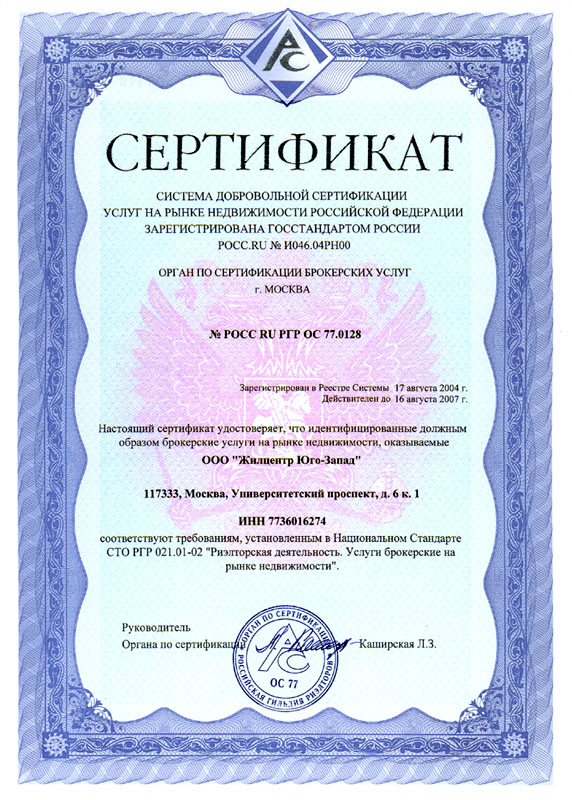 РС
СЕРТИФИКАТ
СИСТЕМА ДОБРОВОЛЬНОЙ СЕРТИФИКАЦИИ
УСЛУГ НА РЫНКЕ НЕДВИЖИМОСТИ РОССИЙСКОЙ ФЕДЕРАЦИИ
ЗАРЕГИСТРИРОВАНА ГОССТАНДАРТОМ РОССИИ
РОСС.RU № И046.04РН00
ОРГАН ПО СЕРТИФИКАЦИИ БРОКЕРСКИХ УСЛУГ
г. МОСКВА
№ РОСС RU РГР ОС 77.0128
Зарегистрирован в Реестре Системы 17 августа 2004 г.
Действителен до 16 августа 2007 г.
Настоящий сертификат удостоверяет, что идентифицированные должным
образом брокерские услуги на рынке недвижимости, оказываемые
ООО "Жилцентр Юго-Запад"
117333, Москва, Университетский проспект, д. 6 к. 1
ИНН 7736016274
соответствуют требованиям, установленным в Национальном Стандарте
СТО РГР 021.01-02 "Риэлторская деятельность. Услуги брокерские на
рынке недвижимости".
Руководитель
Органа по сертификации Каширская Л.З.
ОРГАН ПО СЕРТИФИКАЦИИ
РС
ОС 77
РОССИЙСКАЯ ГИЛЬДИЯ РИЭЛТОРОВ